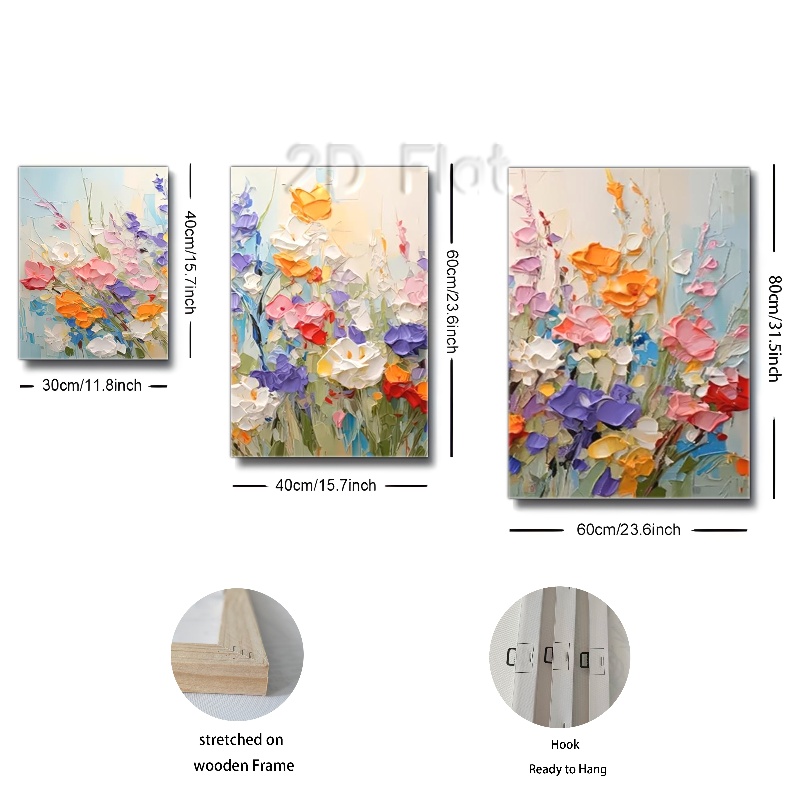 2D Flat
40cm/15.7inch
30cm/11.8inch
60cm/23.6inch
40cm/15.7inch
80cm/31.5inch
60cm/23.6inch
stretched on
wooden Frame
Hook
Ready to Hang